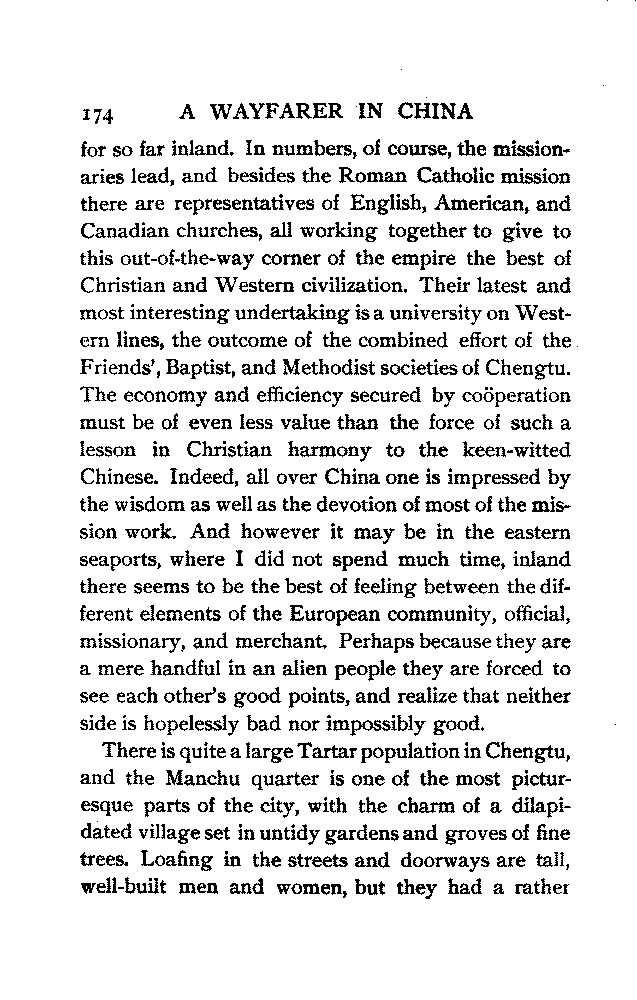 174 A WAYFARER IN CHINA
for so far inland. In numbers, of course, the mission-
aries lead, and besides the Roman Catholic mission
there are representatives of English, American, and
Canadian churches, all working together to give to
this out-of-the-way corner of the empire the best of
Christian and Western civilization. Their latest and
most interesting undertaking is a university on West-
ern lines, the outcome of the combined effort of the
Friends', Baptist, and Methodist societies of Chengtu.
The economy and efficiency secured by coöperation
must be of even less value than the force of such a
lesson in Christian harmony to the keen-witted
Chinese. Indeed, all over China one is impressed by
the wisdom as well as the devotion of most of the mis-
sion work. And however it may be in the eastern
seaports, where I did not spend much time, inland
there seems to be the best of feeling between the dif-
ferent elements of the European community, official,
missionary, and merchant. Perhaps because they are
a mere handful in an alien people they are forced to
see each other's good points, and realize that neither
side is hopelessly bad nor impossibly good.
There is quite a large Tartar population in Chengtu,
and the Manchu quarter is one of the most pictur-
esque parts of the city, with the charm of a dilapi-
dated village set in untidy gardens and groves of fine
trees. Loafing in the streets and doorways are tall,
well-built men and women, but they had a rather